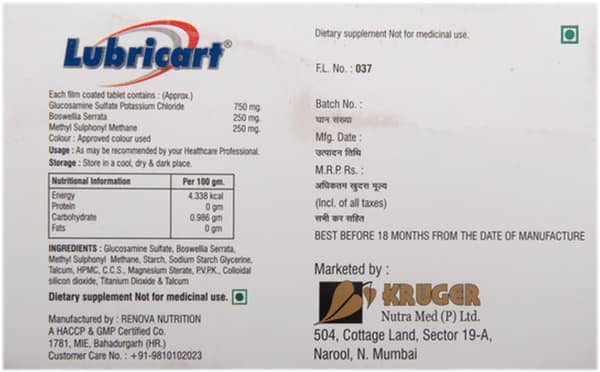 Lubricart®
Each film coated tablet contains : (Approx.)
Glucosamine Sulfate Potassium Chloride 750 mg.
Boswellia Serrata 250 mg.
Methyl Sulphonyl Methane 250 mg.
Colour : Approved colour used
Usage : As may be recommended by your Healthcare Professional.
Storage : Store in a cool, dry & dark place.
Nutritional Information Per 100 gm.
Energy 4.338 kcal
Protein 0 gm
Carbohydrate 0.986 gm
Fats 0 gm
INGREDIENTS : Glucosamine Sulfate, Boswellia Serrata,
Methyl Sulphonyl Methane, Starch, Sodium Starch Glycerine,
Talcum, HPMC, C.C.S., Magnesium Sterate, P.V.P.K., Colloidal
silicon dioxide, Titanium Dioxide & Talcum
Dietary supplement Not for medicinal use.
Manufactured by : RENOVA NUTRITION
A HACCP & GMP Certified Co.
1781, MIE, Bahadurgarh (HR.)
Customer Care No. : +91-9810102023
Dietary supplement Not for medicinal use.
F.L. No. : 037
Batch No. :
घान संख्या
Mfg. Date :
उत्पादन तिथि
M.R.P. Rs. :
अधिकतम खुदरा मूल्य
(Incl. of all taxes)
सभी कर सहित
BEST BEFORE 18 MONTHS FROM THE DATE OF MANUFACTURE
Marketed by :
KRUGER
Nutra Med (P) Ltd.
504, Cottage Land, Sector 19-A,
Narool, N. Mumbai